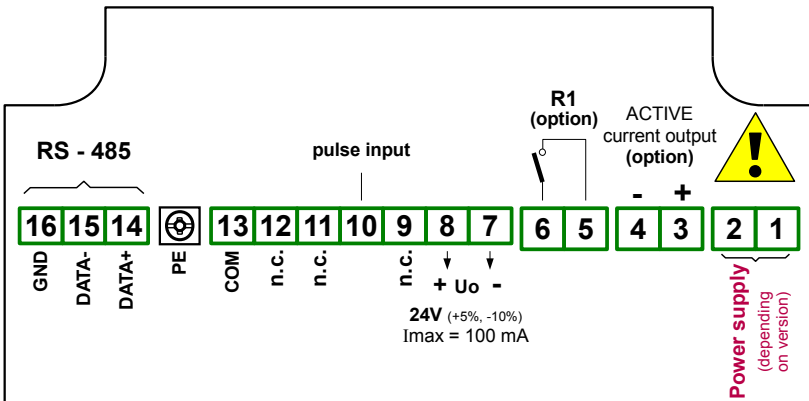 RS - 485
pulse input
R1
(option)
ACTIVE
current output
(option)
- +
!
16 15 14
13 12 11 10 9 8 7
6 5
4 3
2 1
GND
DATA-
DATA+
PE
COM
n.c.
n.c.
n.c.
+ Uo -
24V (+5%, -10%)
Imax = 100 mA
Power supply
(depending
on version)